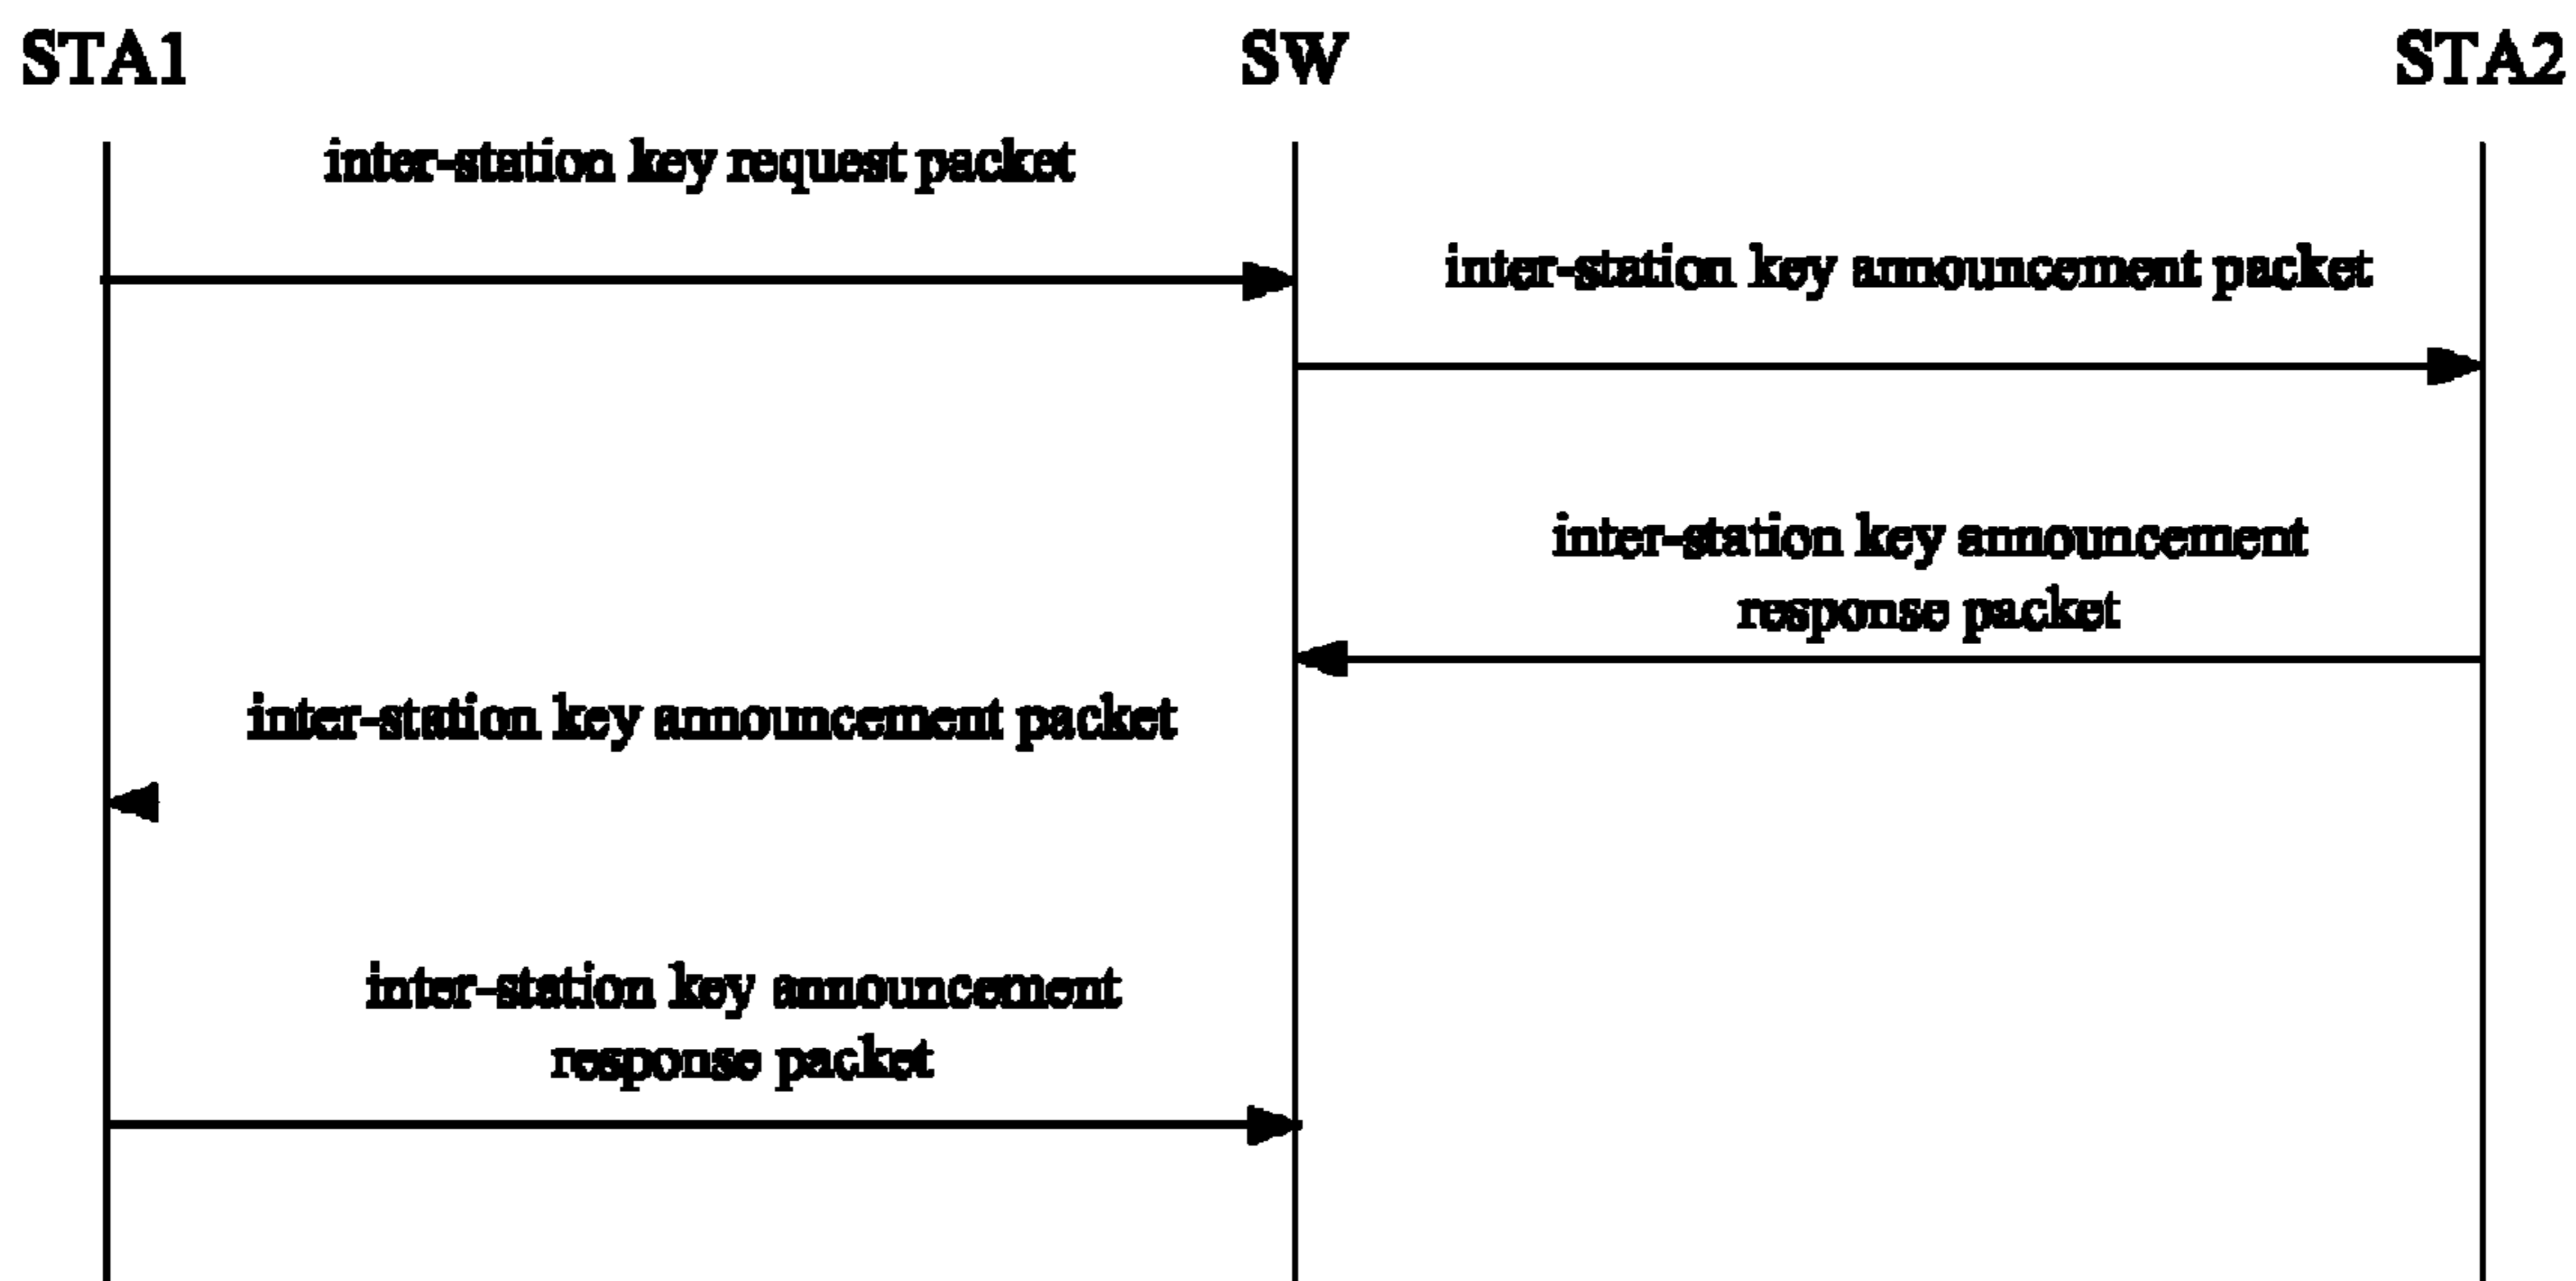 STA1
SW
STA2
inter-station key request packet
inter-station key announcement packet
inter-station key announcement
response packet
inter-station key announcement packet
inter-station key announcement
response packet